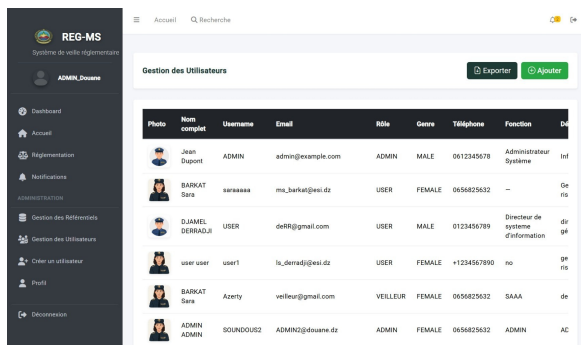 REG-MS
Système de veille réglementaire
ADMIN_Douane
Dashboard
Accueil
Réglementation
Notifications
ADMINISTRATION
Gestion des Référentiels
Gestion des Utilisateurs
Créer un utilisateur
Profil
Déconnexion
Accueil Recherche
Gestion des Utilisateurs Exporter Ajouter
Photo Nom complet Username Email Rôle Genre Téléphone Fonction Dé
Jean Dupont ADMIN admin@example.com ADMIN MALE 0612345678 Administrateur Système Inf
BARKAT Sara saraaaaa ms_barkat@esi.dz USER FEMALE 0656825632 — Ge ris
DJAMEL DERRADJI USER deRR@gmail.com USER MALE 0123456789 Directeur de systeme d'information dir gé
user user user1 ls_derradji@esi.dz USER FEMALE +1234567890 no ge ris
BARKAT Sara Azerty veilleur@gmail.com VEILLEUR FEMALE 0656825632 SAAA de
ADMIN ADMIN SOUNDOUS2 ADMIN2@douane.dz ADMIN FEMALE 0656825632 ADMIN AD